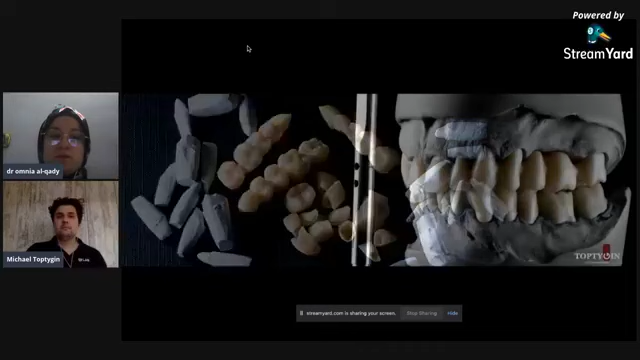 Powered by
StreamYard
dr omnia al-qady
Michael Toptygin
TOPTYGIN
streamyard.com is sharing your screen.
Stop Sharing
Hide